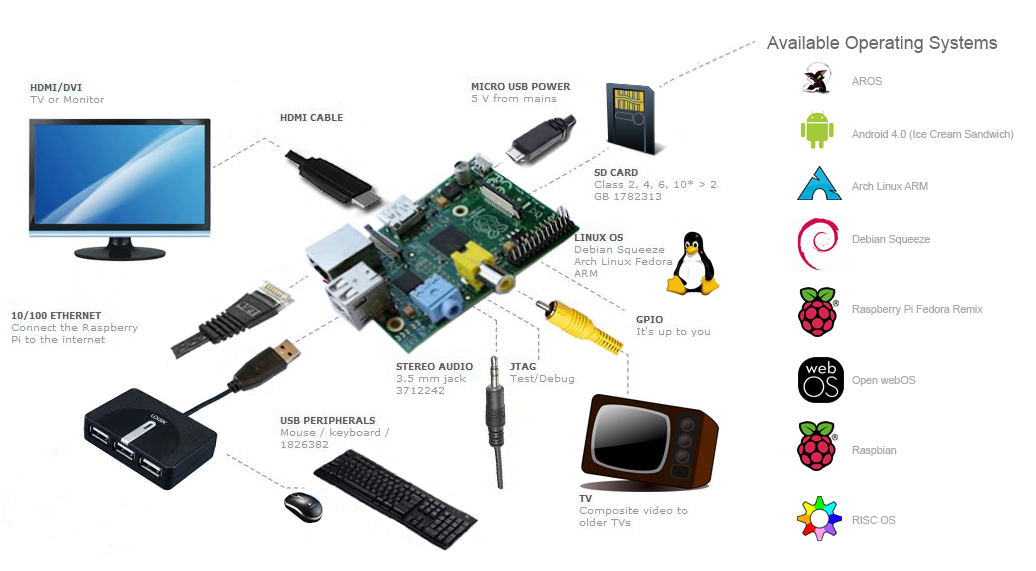 Available Operating Systems
HDMI/DVI
TV or Monitor
HDMI CABLE
MICRO USB POWER
5 V from mains
SD CARD
Class 2, 4, 6, 10* > 2
GB 1782313
LINUX OS
Debian Squeeze
Arch Linux Fedora
ARM
GPIO
It's up to you
10/100 ETHERNET
Connect the Raspberry
Pi to the internet
STEREO AUDIO
3.5 mm jack
3712242
JTAG
Test/Debug
USB PERIPHERALS
Mouse / keyboard /
1826382
LOGIK
TV
Composite video to
older TVs
AROS
Android 4.0 (Ice Cream Sandwich)
Arch Linux ARM
Debian Squeeze
Raspberry Pi Fedora Remix
web
OS
Open webOS
Raspbian
RISC OS